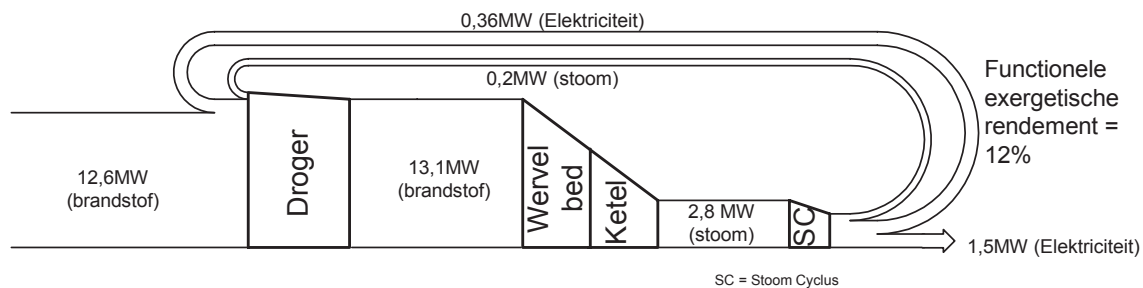 0,36MW (Elektriciteit)
0,2MW (stoom)
Functionele
exergetische
rendement =
12%
12,6MW
(brandstof)
Droger
13,1MW
(brandstof)
Wervel
bed
Ketel
2,8 MW
(stoom)
SC
1,5MW (Elektriciteit)
SC = Stoom Cyclus